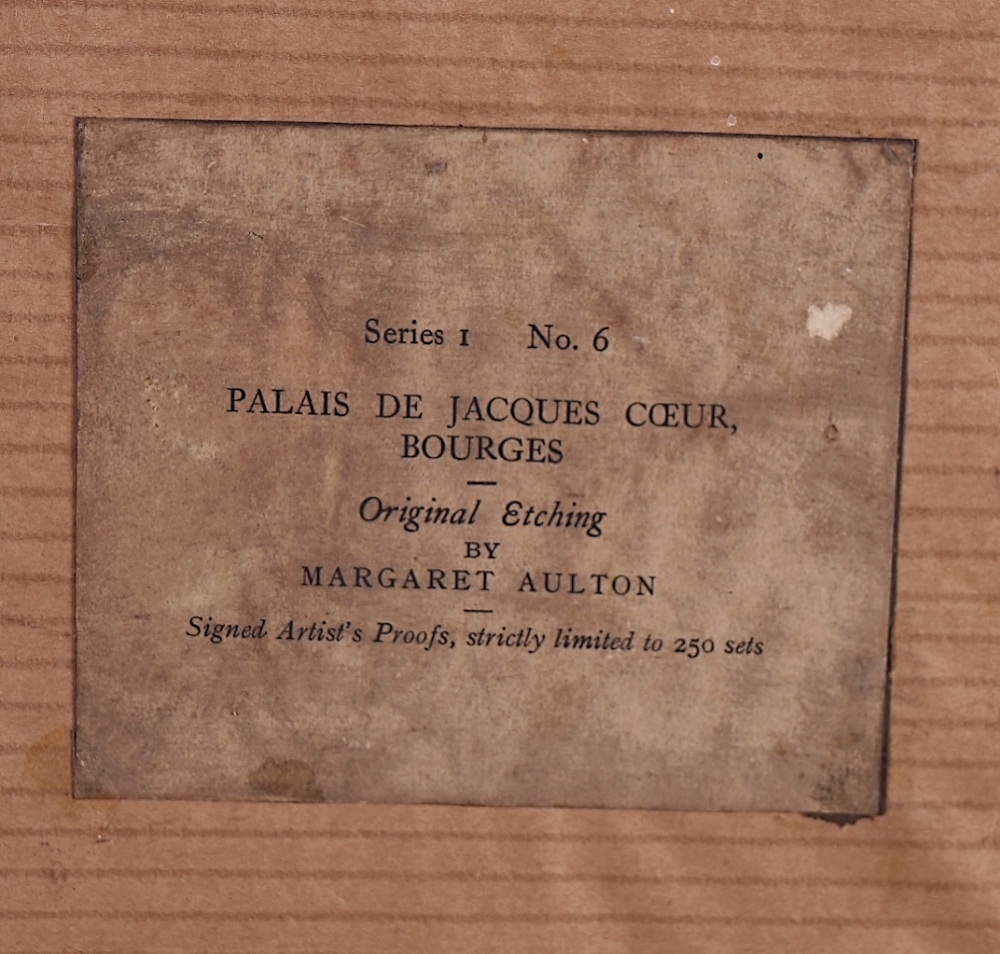 Series 1 No. 6
PALAIS DE JACQUES CŒUR,
BOURGES
Original Etching
BY
MARGARET AULTON
Signed Artist's Proofs, strictly limited to 250 sets